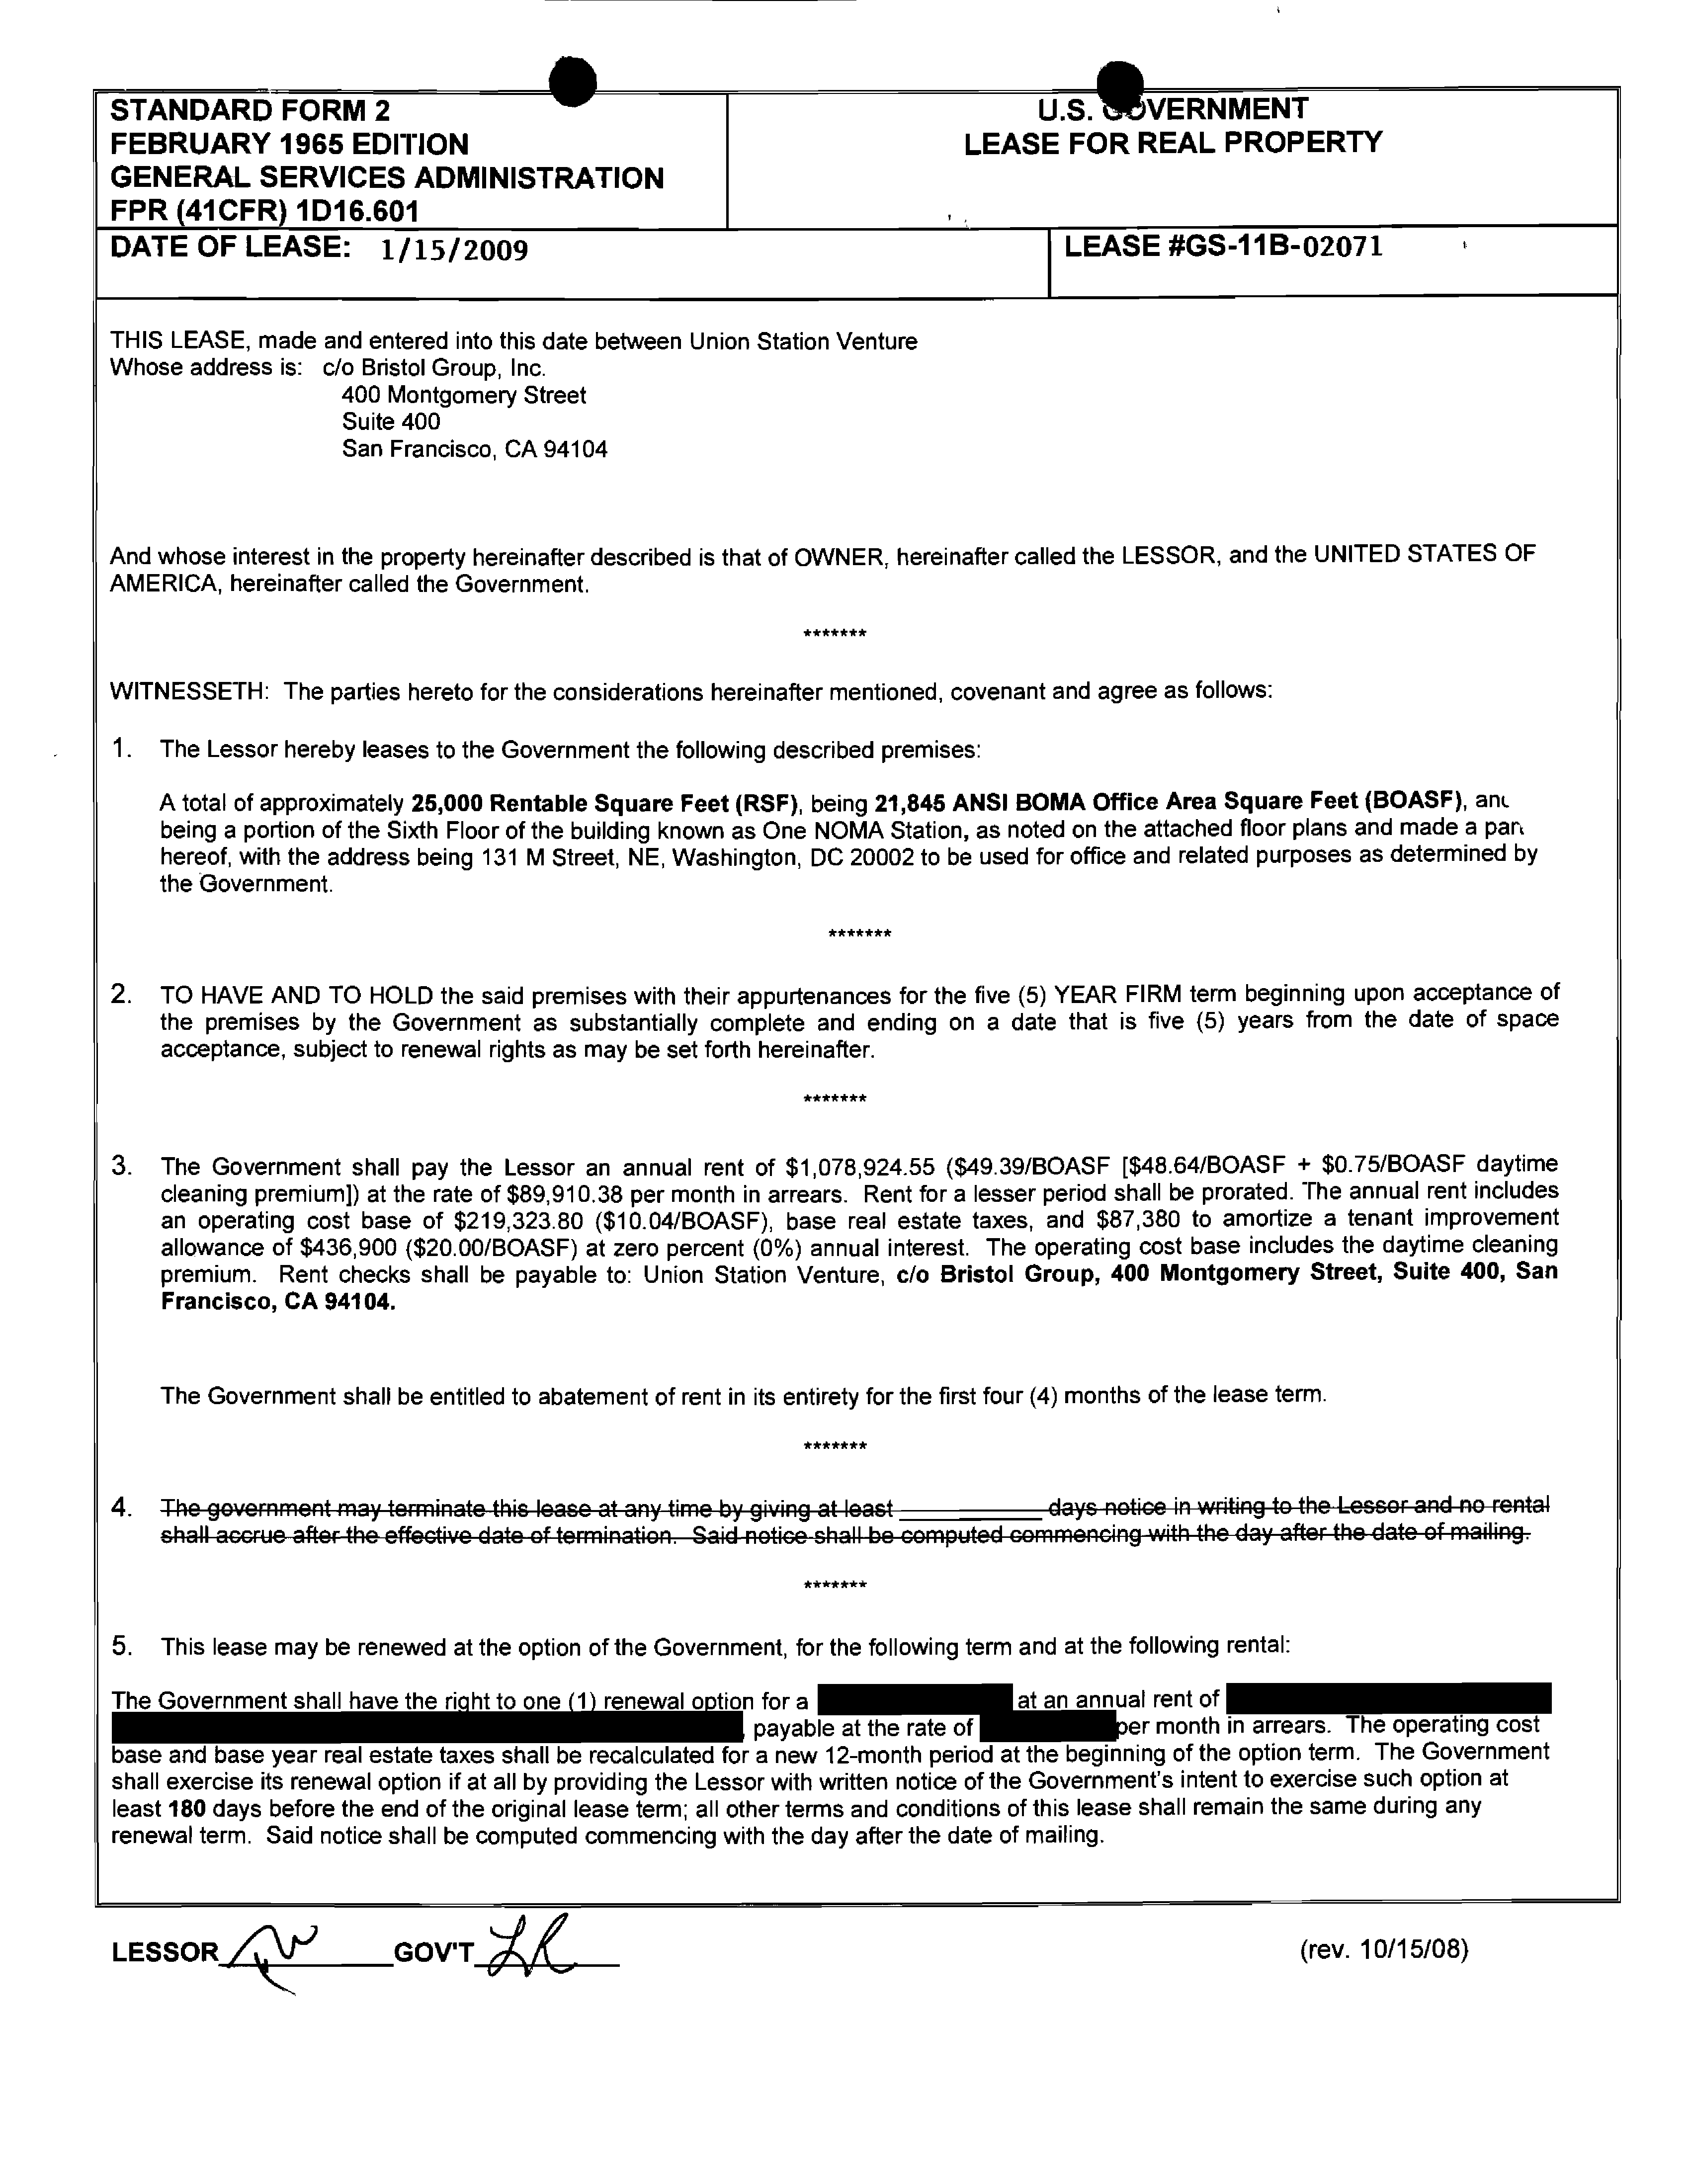 STANDARD FORM 2
FEBRUARY 1965 EDITION
GENERAL SERVICES ADMINISTRATION
FPR (41CFR) 1D16.601
U.S. GOVERNMENT
LEASE FOR REAL PROPERTY
DATE OF LEASE: 1/15/2009
LEASE #GS-11B-02071
THIS LEASE, made and entered into this date between Union Station Venture
Whose address is: c/o Bristol Group, Inc.
400 Montgomery Street
Suite 400
San Francisco, CA 94104
And whose interest in the property hereinafter described is that of OWNER, hereinafter called the LESSOR, and the UNITED STATES OF
AMERICA, hereinafter called the Government.
*******
WITNESSETH: The parties hereto for the considerations hereinafter mentioned, covenant and agree as follows:
1. The Lessor hereby leases to the Government the following described premises:
A total of approximately 25,000 Rentable Square Feet (RSF), being 21,845 ANSI BOMA Office Area Square Feet (BOASF), and
being a portion of the Sixth Floor of the building known as One NOMA Station, as noted on the attached floor plans and made a part
hereof, with the address being 131 M Street, NE, Washington, DC 20002 to be used for office and related purposes as determined by
the Government.
*******
2. TO HAVE AND TO HOLD the said premises with their appurtenances for the five (5) YEAR FIRM term beginning upon acceptance of
the premises by the Government as substantially complete and ending on a date that is five (5) years from the date of space
acceptance, subject to renewal rights as may be set forth hereinafter.
*******
3. The Government shall pay the Lessor an annual rent of $1,078,924.55 ($49.39/BOASF [$48.64/BOASF + $0.75/BOASF daytime
cleaning premium]) at the rate of $89,910.38 per month in arrears. Rent for a lesser period shall be prorated. The annual rent includes
an operating cost base of $219,323.80 ($10.04/BOASF), base real estate taxes, and $87,380 to amortize a tenant improvement
allowance of $436,900 ($20.00/BOASF) at zero percent (0%) annual interest. The operating cost base includes the daytime cleaning
premium. Rent checks shall be payable to: Union Station Venture, c/o Bristol Group, 400 Montgomery Street, Suite 400, San
Francisco, CA 94104.
The Government shall be entitled to abatement of rent in its entirety for the first four (4) months of the lease term.
*******
4. The government may terminate this lease at any time by giving at least ____________ days notice in writing to the Lessor and no rental
shall accrue after the effective date of termination. Said notice shall be computed commencing with the day after the date of mailing.
*******
5. This lease may be renewed at the option of the Government, for the following term and at the following rental:
The Government shall have the right to one (1) renewal option for a at an annual rent of
, payable at the rate of per month in arrears. The operating cost
base and base year real estate taxes shall be recalculated for a new 12-month period at the beginning of the option term. The Government
shall exercise its renewal option if at all by providing the Lessor with written notice of the Government's intent to exercise such option at
least 180 days before the end of the original lease term; all other terms and conditions of this lease shall remain the same during any
renewal term. Said notice shall be computed commencing with the day after the date of mailing.
LESSOR GOV'T LR (rev. 10/15/08)